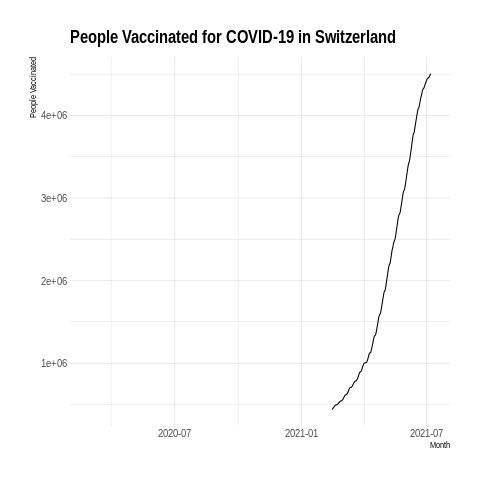 People Vaccinated for COVID-19 in Switzerland
People Vaccinated
4e+06
3e+06
2e+06
1e+06
2020-07 2021-01 2021-07
Month